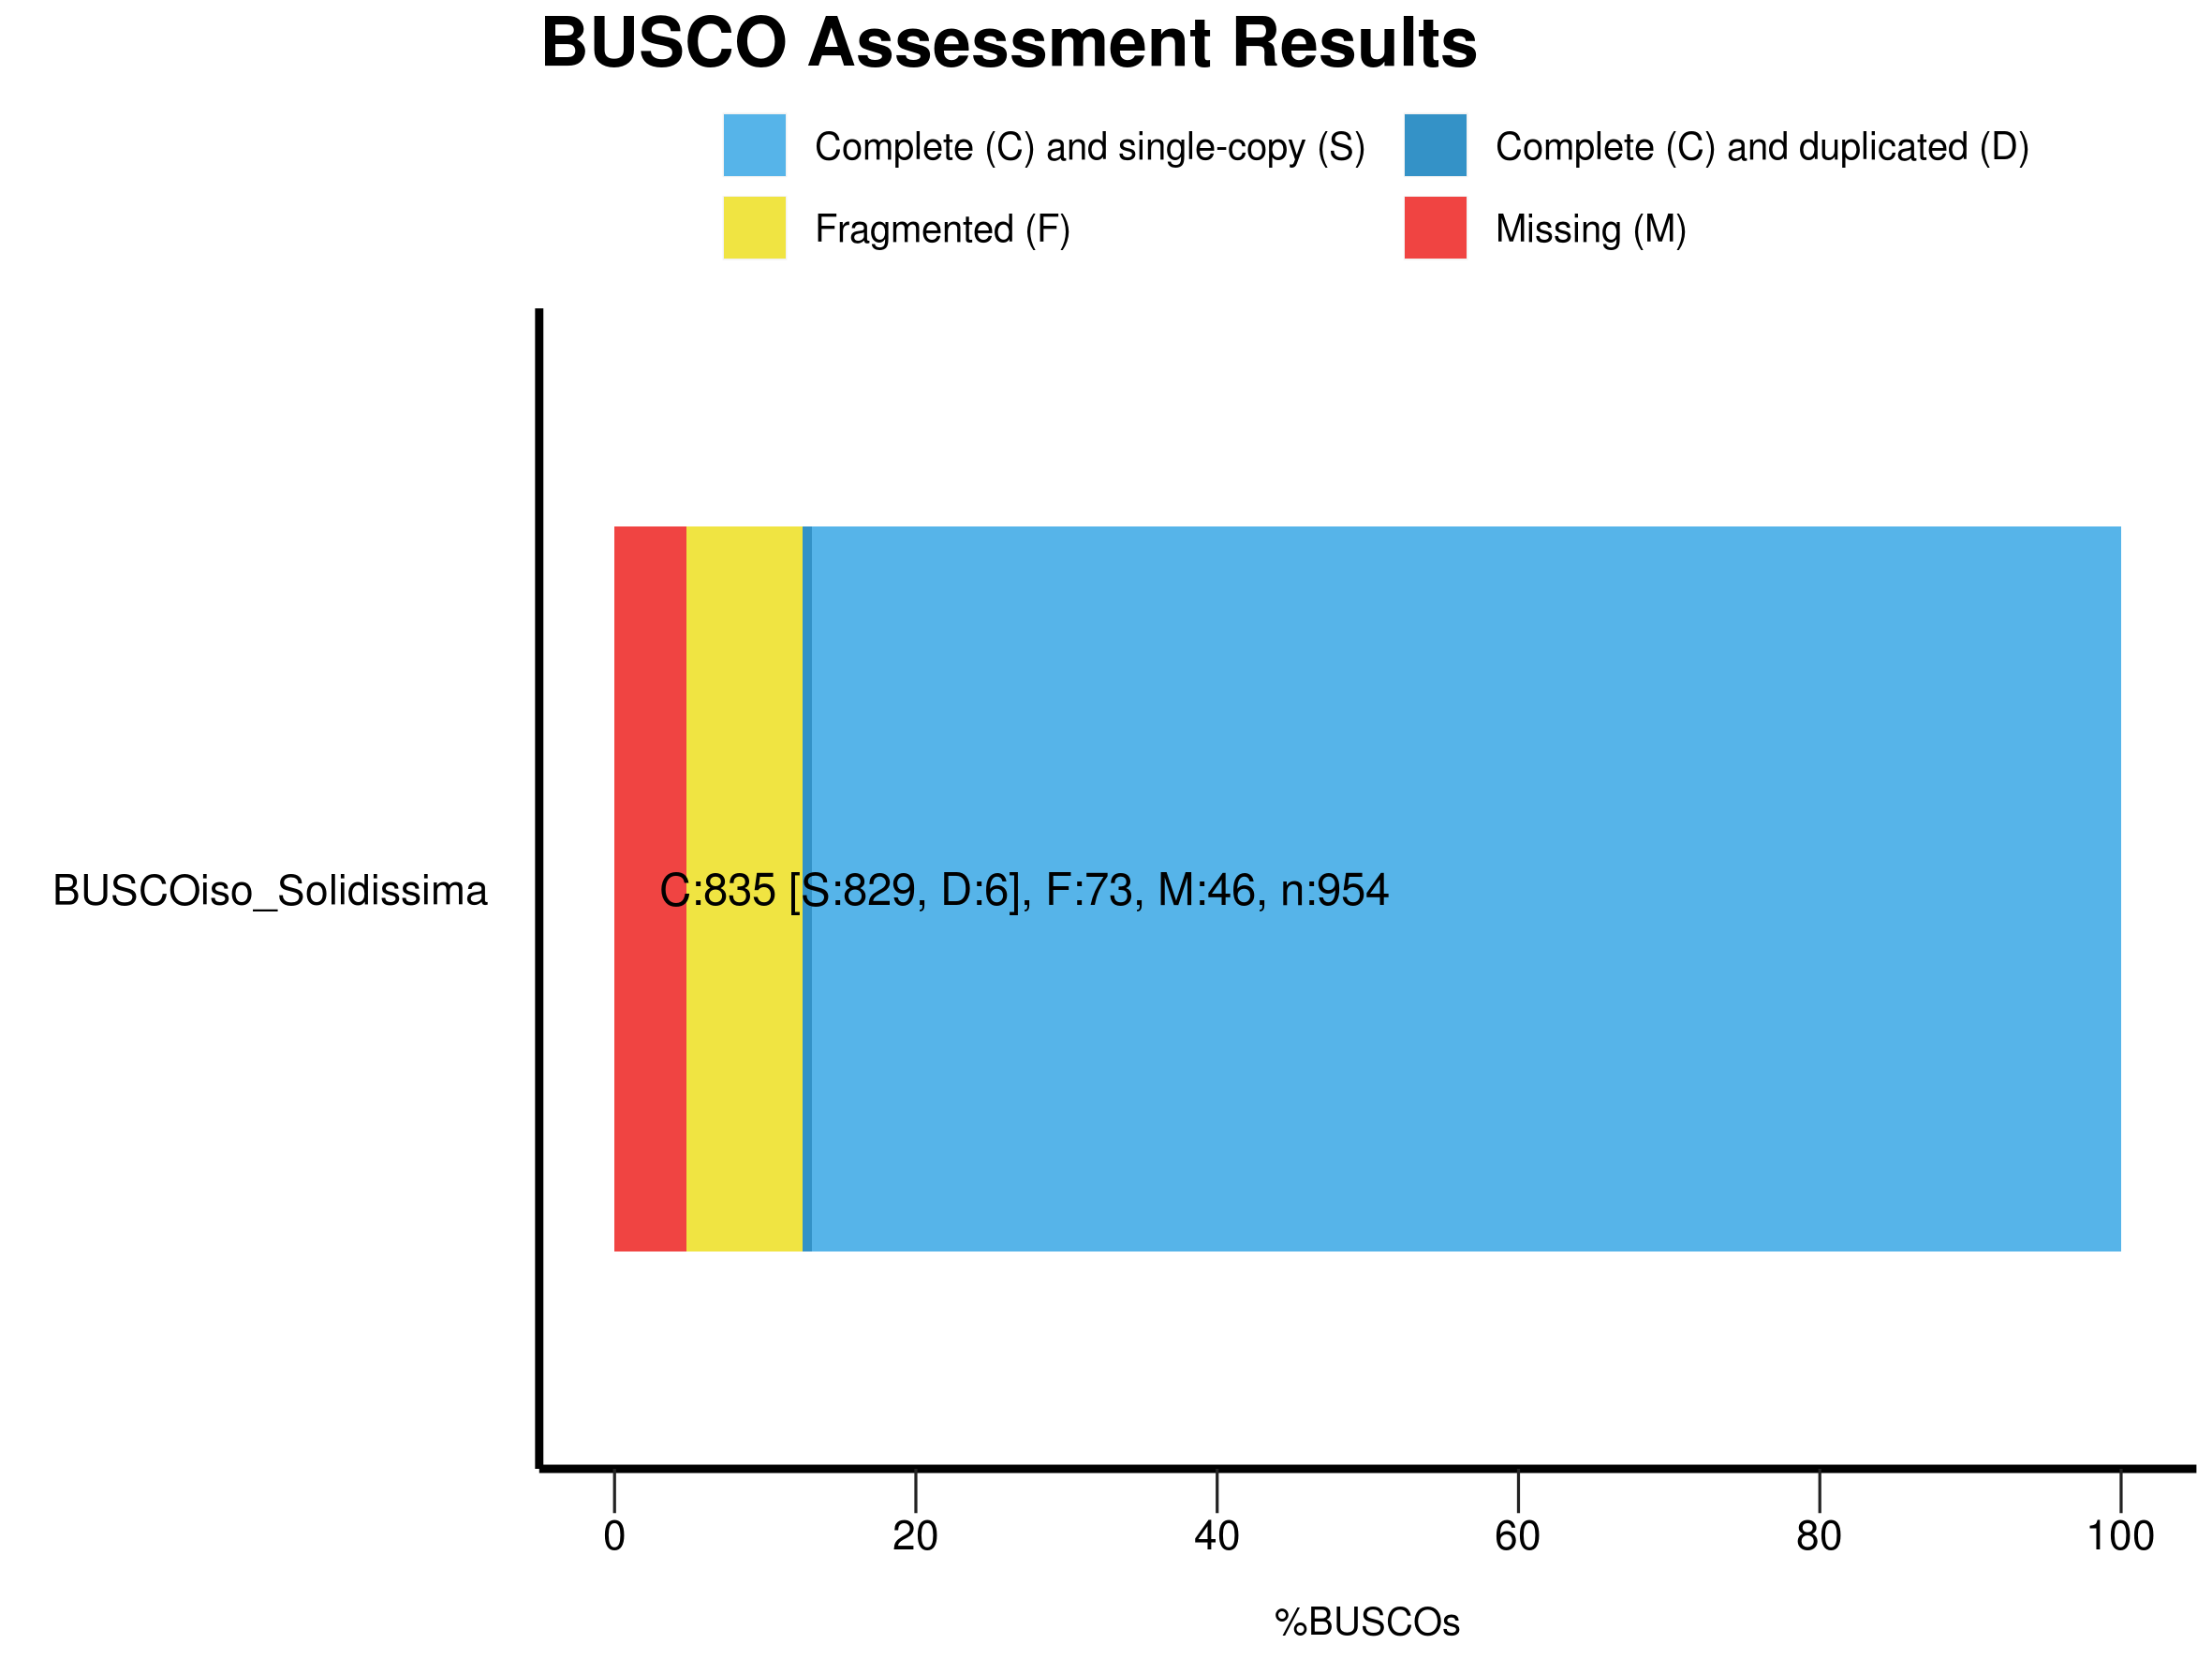 BUSCO Assessment Results
Complete (C) and single-copy (S) Complete (C) and duplicated (D)
Fragmented (F) Missing (M)
BUSCOiso_Solidissima C:835 [S:829, D:6], F:73, M:46, n:954
0 20 40 60 80 100
%BUSCOs